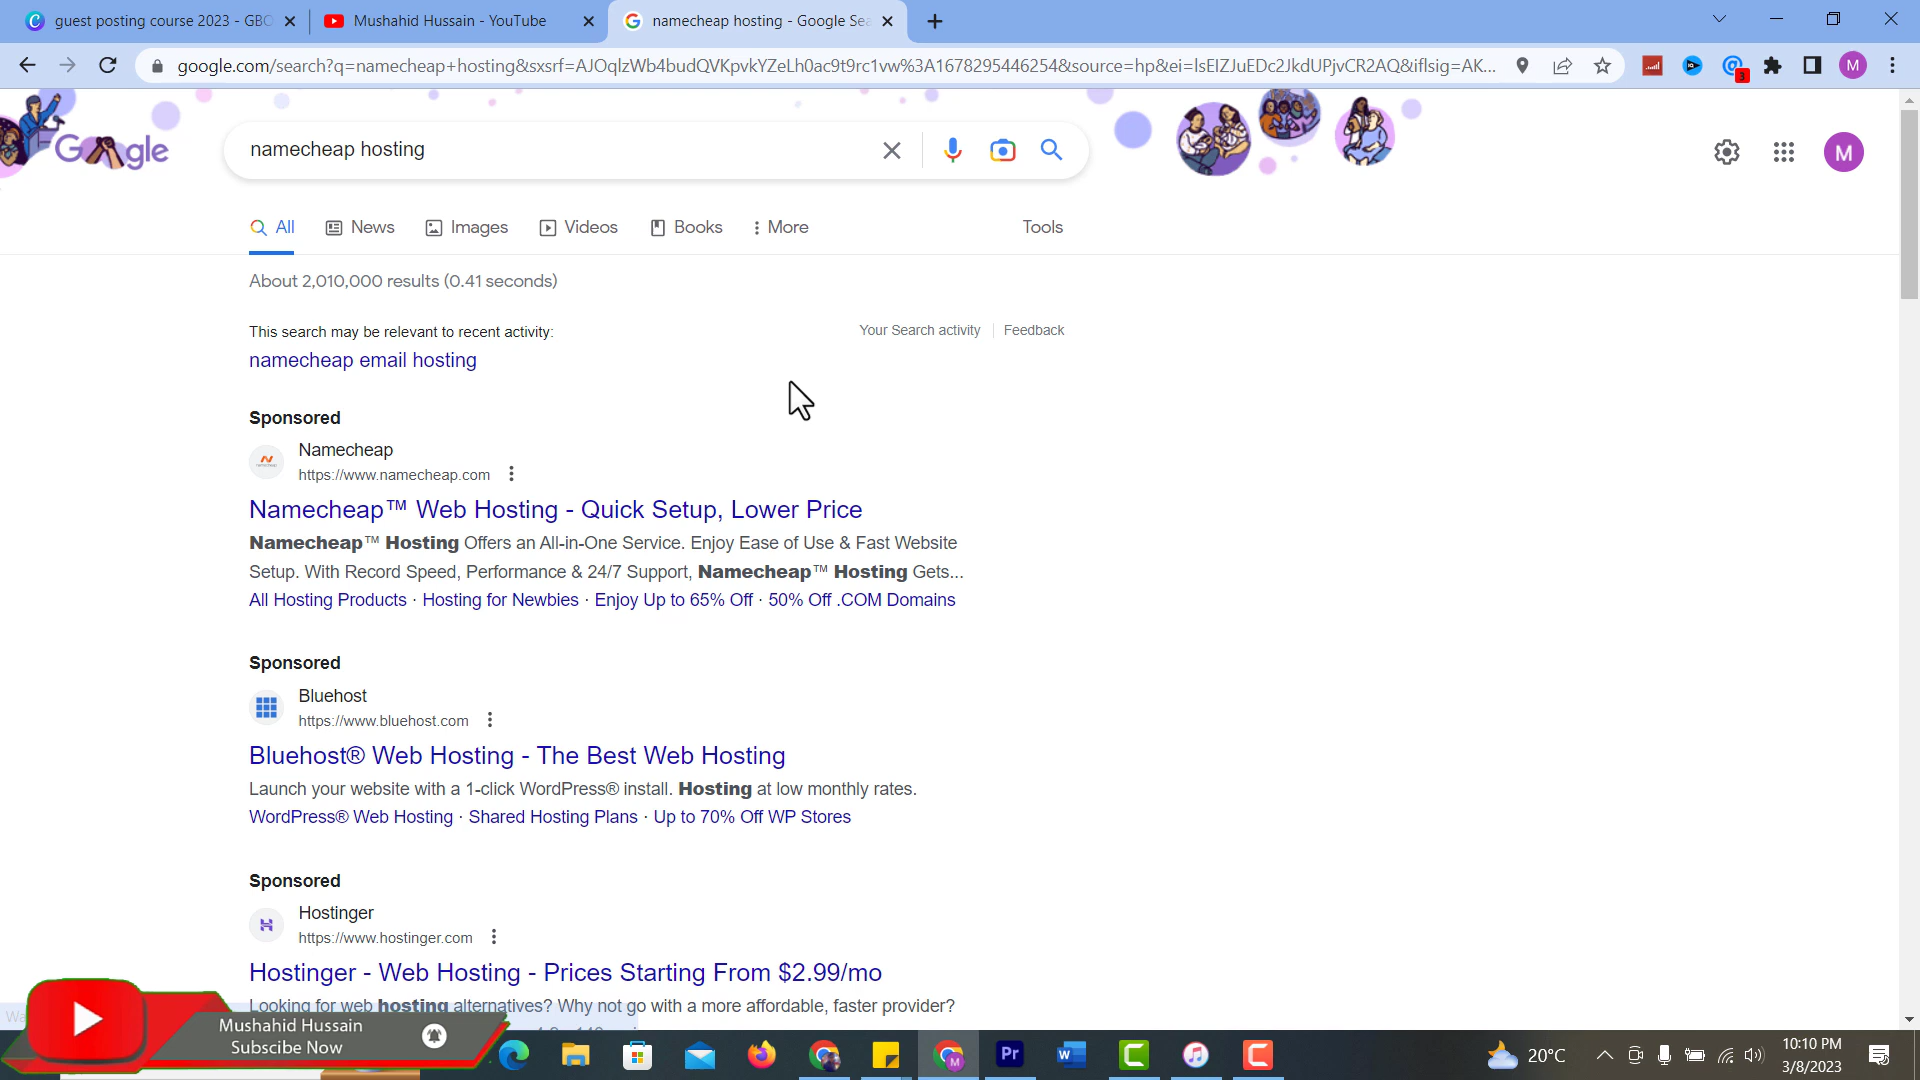 guest posting course 2023 - GBO
Mushahid Hussain - YouTube
namecheap hosting - Google Sea
google.com/search?q=namecheap+hosting&sxsrf=AJOqlzWb4budQVKpvkYZeLh0ac9t9rc1vw%3A1678295446254&source=hp&ei=lsEIZJuEDc2JkdUPjvCR2AQ&iflsig=AK...
3
M
Google
namecheap hosting
M
All
News
Images
Videos
Books
More
Tools
About 2,010,000 results (0.41 seconds)
This search may be relevant to recent activity:
Your Search activity
Feedback
namecheap email hosting
Sponsored
Namecheap
https://www.namecheap.com
Namecheap™ Web Hosting - Quick Setup, Lower Price
Namecheap™ Hosting Offers an All-in-One Service. Enjoy Ease of Use & Fast Website
Setup. With Record Speed, Performance & 24/7 Support, Namecheap™ Hosting Gets...
All Hosting Products · Hosting for Newbies · Enjoy Up to 65% Off · 50% Off .COM Domains
Sponsored
Bluehost
https://www.bluehost.com
Bluehost® Web Hosting - The Best Web Hosting
Launch your website with a 1-click WordPress® install. Hosting at low monthly rates.
WordPress® Web Hosting · Shared Hosting Plans · Up to 70% Off WP Stores
Sponsored
Hostinger
https://www.hostinger.com
Hostinger - Web Hosting - Prices Starting From $2.99/mo
Looking for web hosting alternatives? Why not go with a more affordable, faster provider?
Mushahid Hussain
Subscibe Now
M
Pr
20°C
10:10 PM
3/8/2023